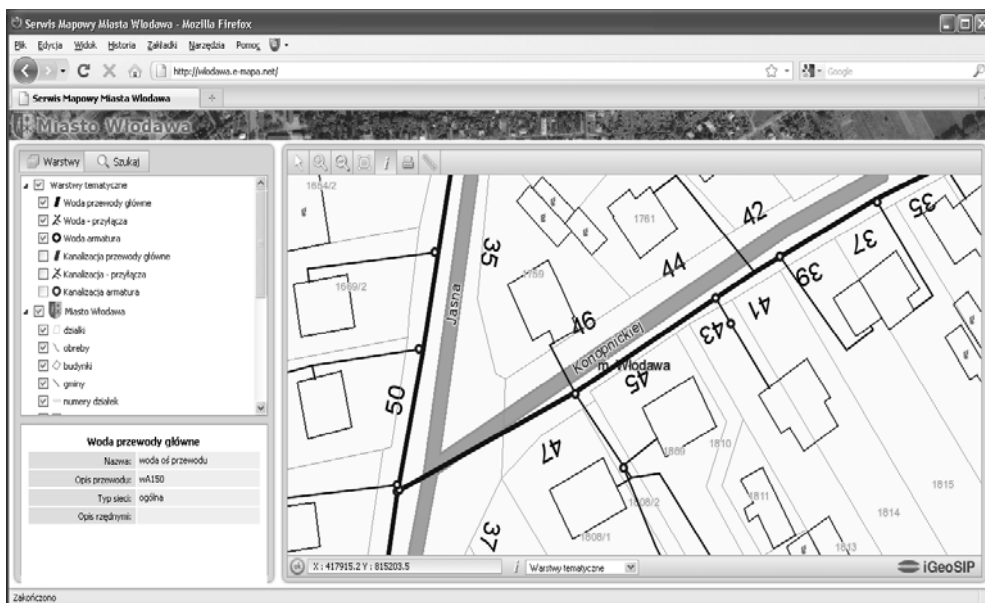 Serwis Mapowy Miasta Włodawa - Mozilla Firefox
Plik Edycja Widok Historia Zakładki Narzędzia Pomoc
http://wlodawa.e-mapa.net/
Google
Serwis Mapowy Miasta Włodawa
Miasto Włodawa
Warstwy Szukaj
Warstwy tematyczne
Woda przewody główne
Woda - przyłącza
Woda armatura
Kanalizacja przewody główne
Kanalizacja - przyłącza
Kanalizacja armatura
Miasto Włodawa
działki
obreby
budynki
gminy
numery działek
Woda przewody główne
Nazwa: woda oś przewodu
Opis przewodu: wA150
Typ sieci: ogólna
Opis rzędnymi:
1654/2
1761
42
35
35
37
44
1759
39
1669/2
41
Jasna
46
43
Konopnickiej
m. Włodawa
45
50
47
1810
1809
1815
1811
1808/2
1814
37
1808/1
1813
X : 417915.2 Y : 815203.5
i Warstwy tematyczne
iGeoSIP
Zakończono